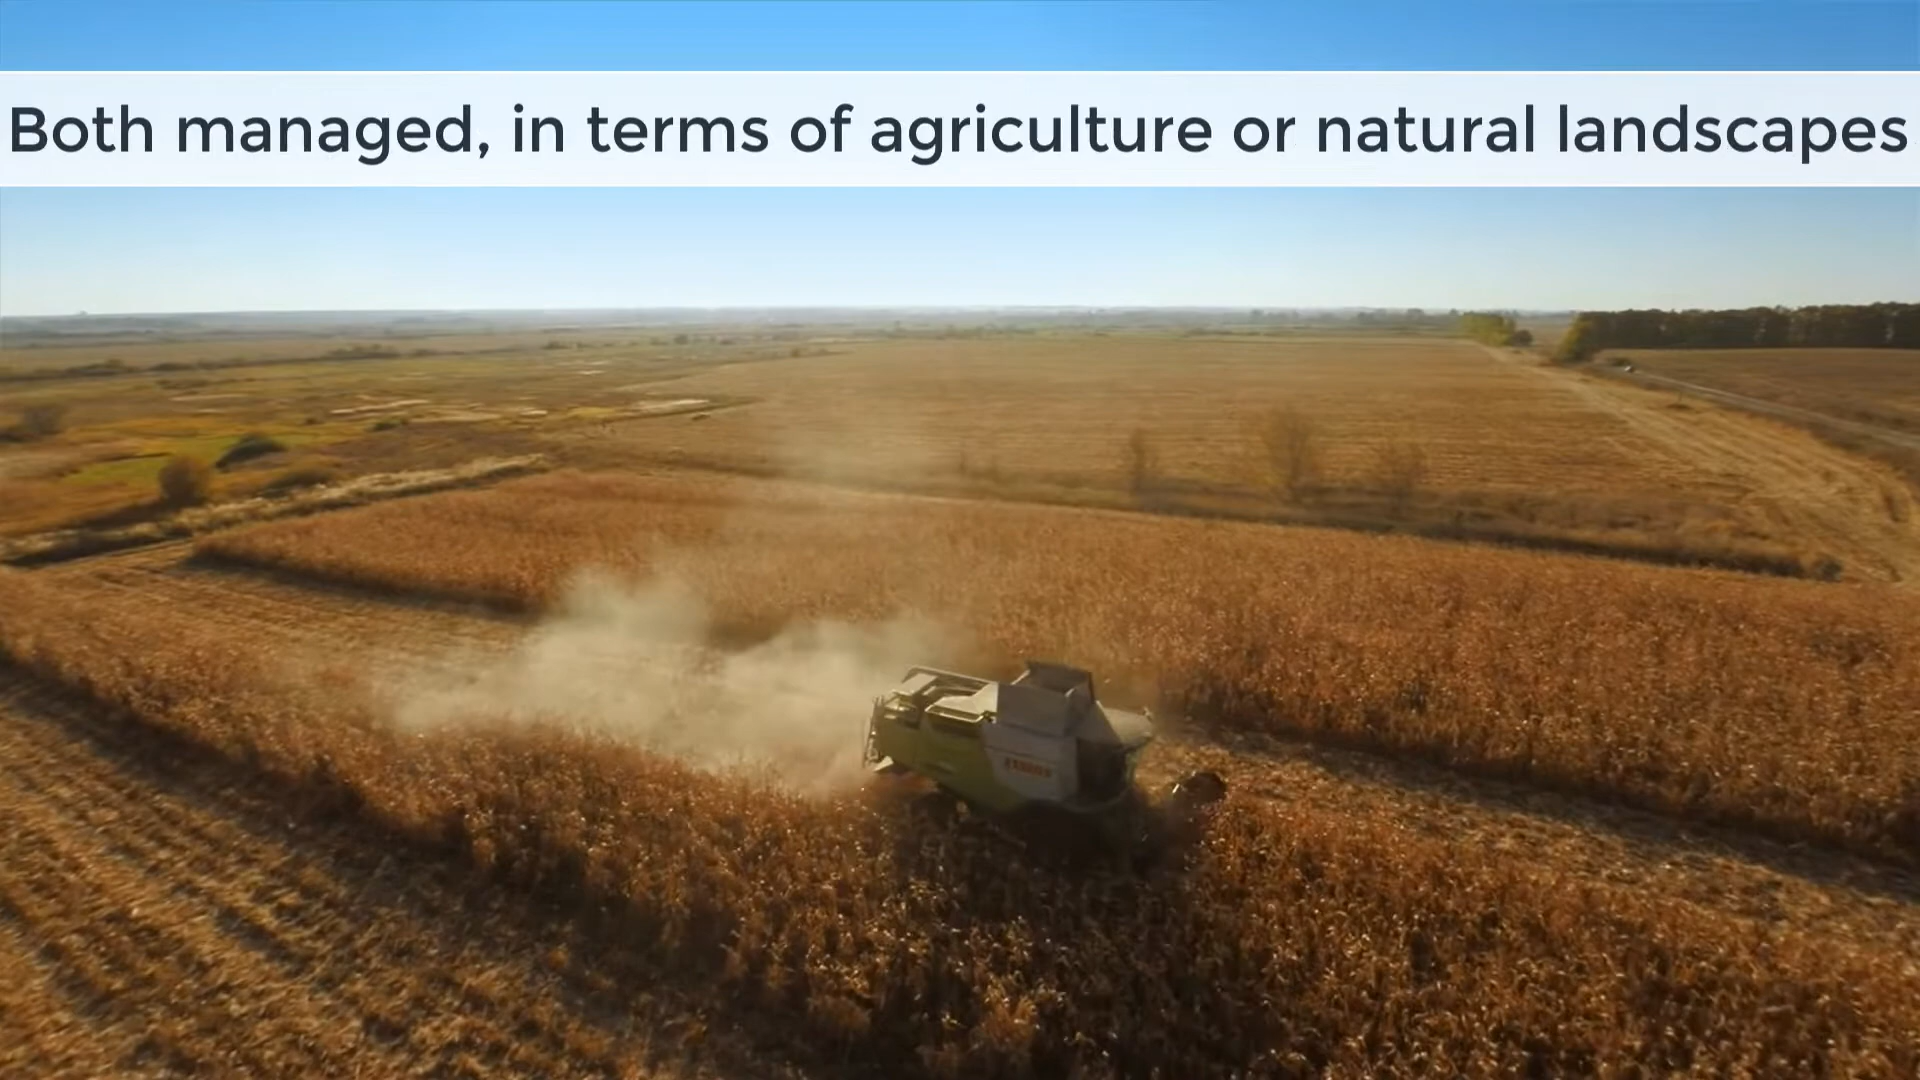 Both managed, in terms of agriculture or natural landscapes